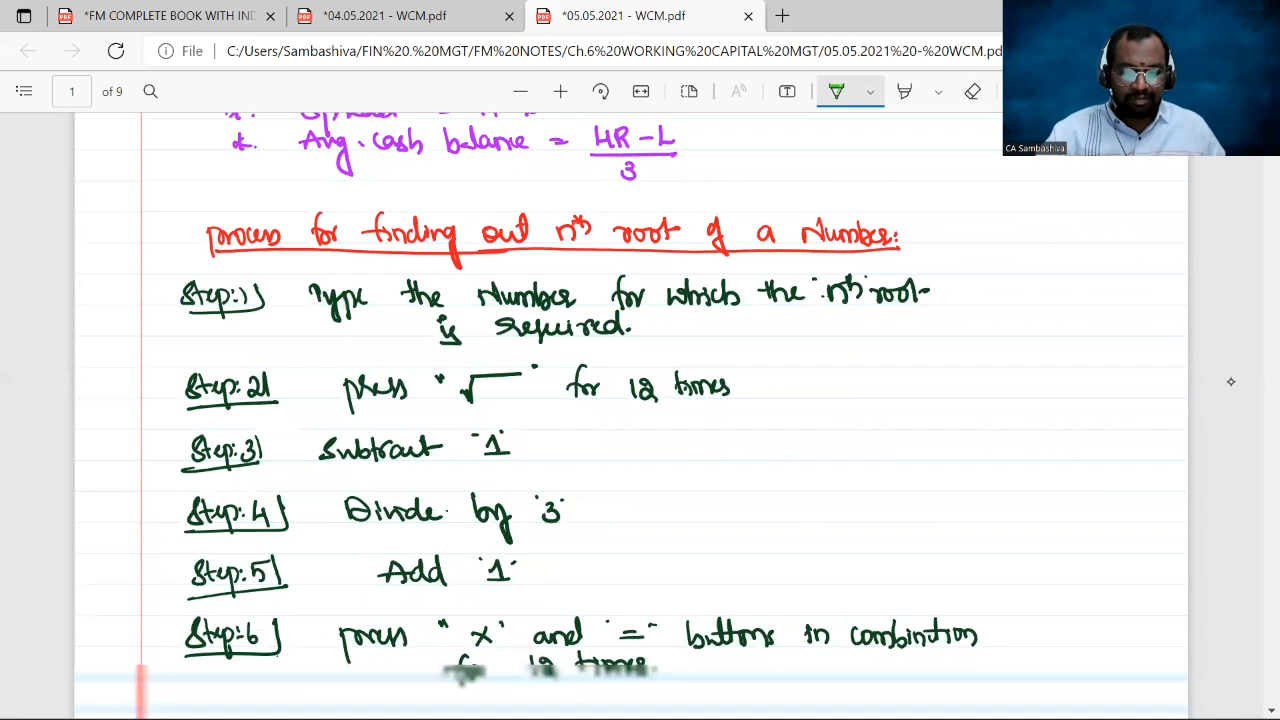 *FM COMPLETE BOOK WITH IND
*04.05.2021 - WCM.pdf
*05.05.2021 - WCM.pdf
File C:/Users/Sambashiva/FIN%20.%20MGT/FM%20NOTES/Ch.6%20WORKING%20CAPITAL%20MGT/05.05.2021%20-%20WCM.pd
1 of 9
CA Sambashiva
*. Avg. cash balance = 4R-L
3
process for finding out nth root of a Number:
Step:1) Type the Number for which the 'nth' root
is required.
Step:2) press "√" for 12 times
Step:3) Subtract '1'
Step:4) Divide by '3'
Step:5) Add '1'
Step:6) press "x" and "=" buttons in combintion
for 12 times.